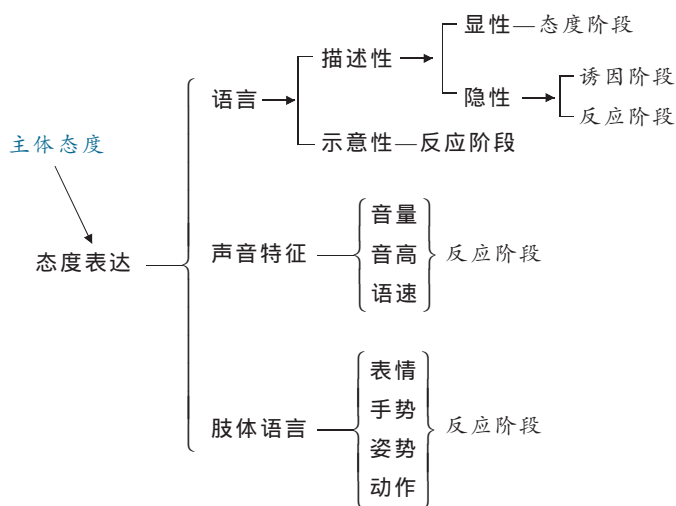 显性—态度阶段
描述性
语言
诱因阶段
隐性
反应阶段
主体态度
示意性—反应阶段
音量
态度表达
声音特征
音高
反应阶段
语速
表情
手势
肢体语言
反应阶段
姿势
动作